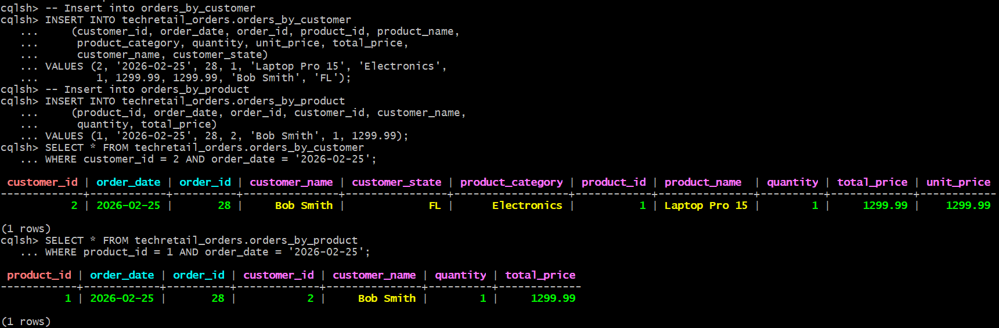 cqlsh> -- Insert into orders_by_customer
cqlsh> INSERT INTO techretail_orders.orders_by_customer
   ...     (customer_id, order_date, order_id, product_id, product_name,
   ...      product_category, quantity, unit_price, total_price,
   ...      customer_name, customer_state)
   ... VALUES (2, '2026-02-25', 28, 1, 'Laptop Pro 15', 'Electronics',
   ...         1, 1299.99, 1299.99, 'Bob Smith', 'FL');
cqlsh> -- Insert into orders_by_product
cqlsh> INSERT INTO techretail_orders.orders_by_product
   ...     (product_id, order_date, order_id, customer_id, customer_name,
   ...      quantity, total_price)
   ... VALUES (1, '2026-02-25', 28, 2, 'Bob Smith', 1, 1299.99);
cqlsh> SELECT * FROM techretail_orders.orders_by_customer
   ... WHERE customer_id = 2 AND order_date = '2026-02-25';
 customer_id | order_date | order_id | customer_name | customer_state | product_category | product_id | product_name  | quantity | total_price | unit_price
-------------+------------+----------+---------------+----------------+------------------+------------+---------------+----------+-------------+------------
           2 | 2026-02-25 |       28 |     Bob Smith |             FL |      Electronics |          1 | Laptop Pro 15 |        1 |     1299.99 |    1299.99
(1 rows)
cqlsh> SELECT * FROM techretail_orders.orders_by_product
   ... WHERE product_id = 1 AND order_date = '2026-02-25';
 product_id | order_date | order_id | customer_id | customer_name | quantity | total_price
------------+------------+----------+-------------+---------------+----------+-------------
          1 | 2026-02-25 |       28 |           2 |     Bob Smith |        1 |     1299.99
(1 rows)